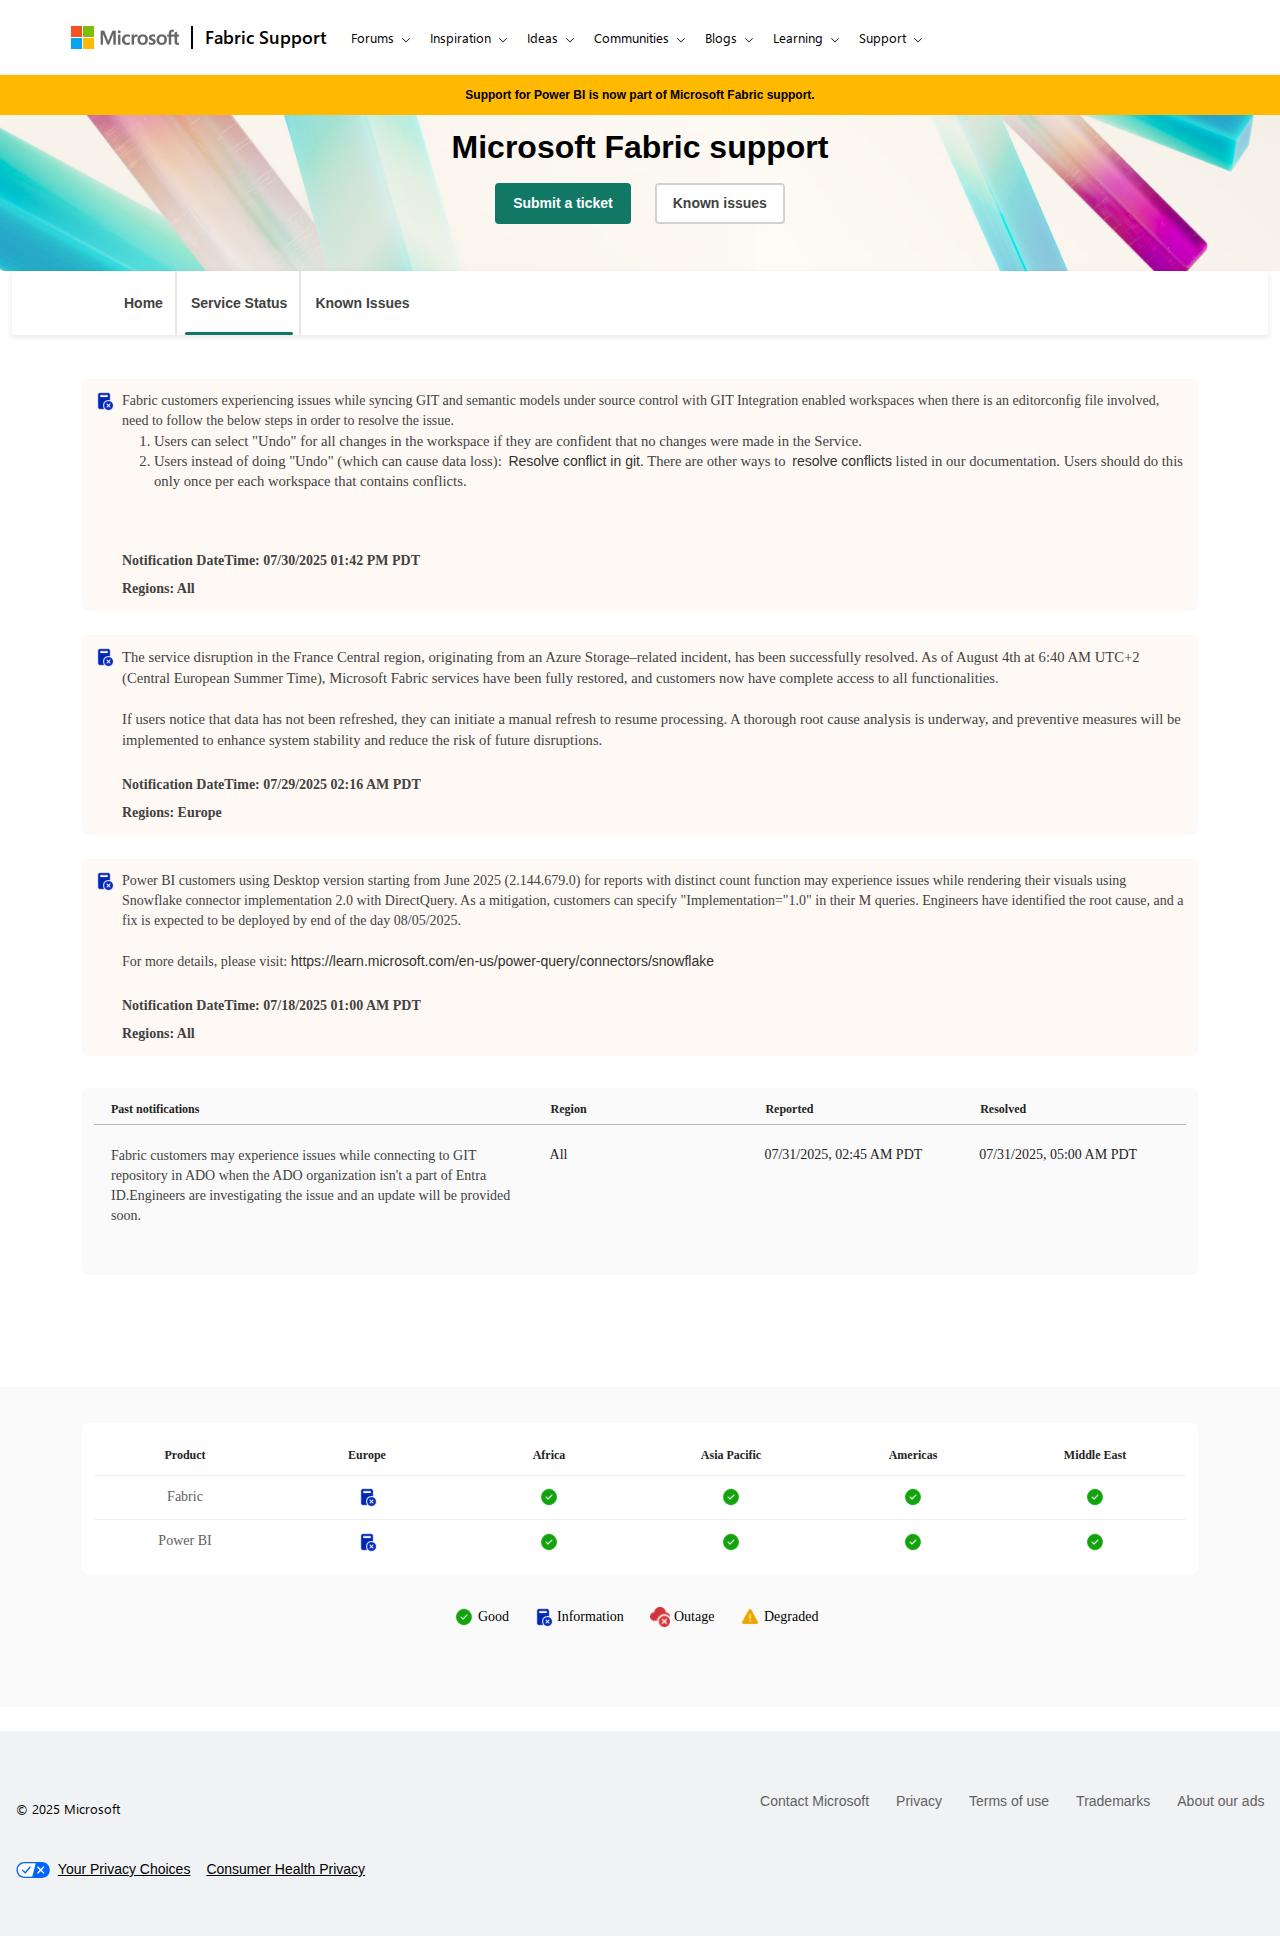 Microsoft
Fabric Support
Forums
Inspiration
Ideas
Communities
Blogs
Learning
Support
Support for Power BI is now part of Microsoft Fabric support.
Microsoft Fabric support
Submit a ticket
Known issues
Home
Service Status
Known Issues
Fabric customers experiencing issues while syncing GIT and semantic models under source control with GIT Integration enabled workspaces when there is an editorconfig file involved,
need to follow the below steps in order to resolve the issue.
1. Users can select "Undo" for all changes in the workspace if they are confident that no changes were made in the Service.
2. Users instead of doing "Undo" (which can cause data loss): Resolve conflict in git. There are other ways to resolve conflicts listed in our documentation. Users should do this
only once per each workspace that contains conflicts.
Notification DateTime: 07/30/2025 01:42 PM PDT
Regions: All
The service disruption in the France Central region, originating from an Azure Storage–related incident, has been successfully resolved. As of August 4th at 6:40 AM UTC+2
(Central European Summer Time), Microsoft Fabric services have been fully restored, and customers now have complete access to all functionalities.
If users notice that data has not been refreshed, they can initiate a manual refresh to resume processing. A thorough root cause analysis is underway, and preventive measures will be
implemented to enhance system stability and reduce the risk of future disruptions.
Notification DateTime: 07/29/2025 02:16 AM PDT
Regions: Europe
Power BI customers using Desktop version starting from June 2025 (2.144.679.0) for reports with distinct count function may experience issues while rendering their visuals using
Snowflake connector implementation 2.0 with DirectQuery. As a mitigation, customers can specify "Implementation="1.0" in their M queries. Engineers have identified the root cause, and a
fix is expected to be deployed by end of the day 08/05/2025.
For more details, please visit: https://learn.microsoft.com/en-us/power-query/connectors/snowflake
Notification DateTime: 07/18/2025 01:00 AM PDT
Regions: All
Past notifications
Region
Reported
Resolved
Fabric customers may experience issues while connecting to GIT
repository in ADO when the ADO organization isn't a part of Entra
ID.Engineers are investigating the issue and an update will be provided
soon.
All
07/31/2025, 02:45 AM PDT
07/31/2025, 05:00 AM PDT
Product
Europe
Africa
Asia Pacific
Americas
Middle East
Fabric
Power BI
Good
Information
Outage
Degraded
© 2025 Microsoft
Contact Microsoft
Privacy
Terms of use
Trademarks
About our ads
Your Privacy Choices
Consumer Health Privacy